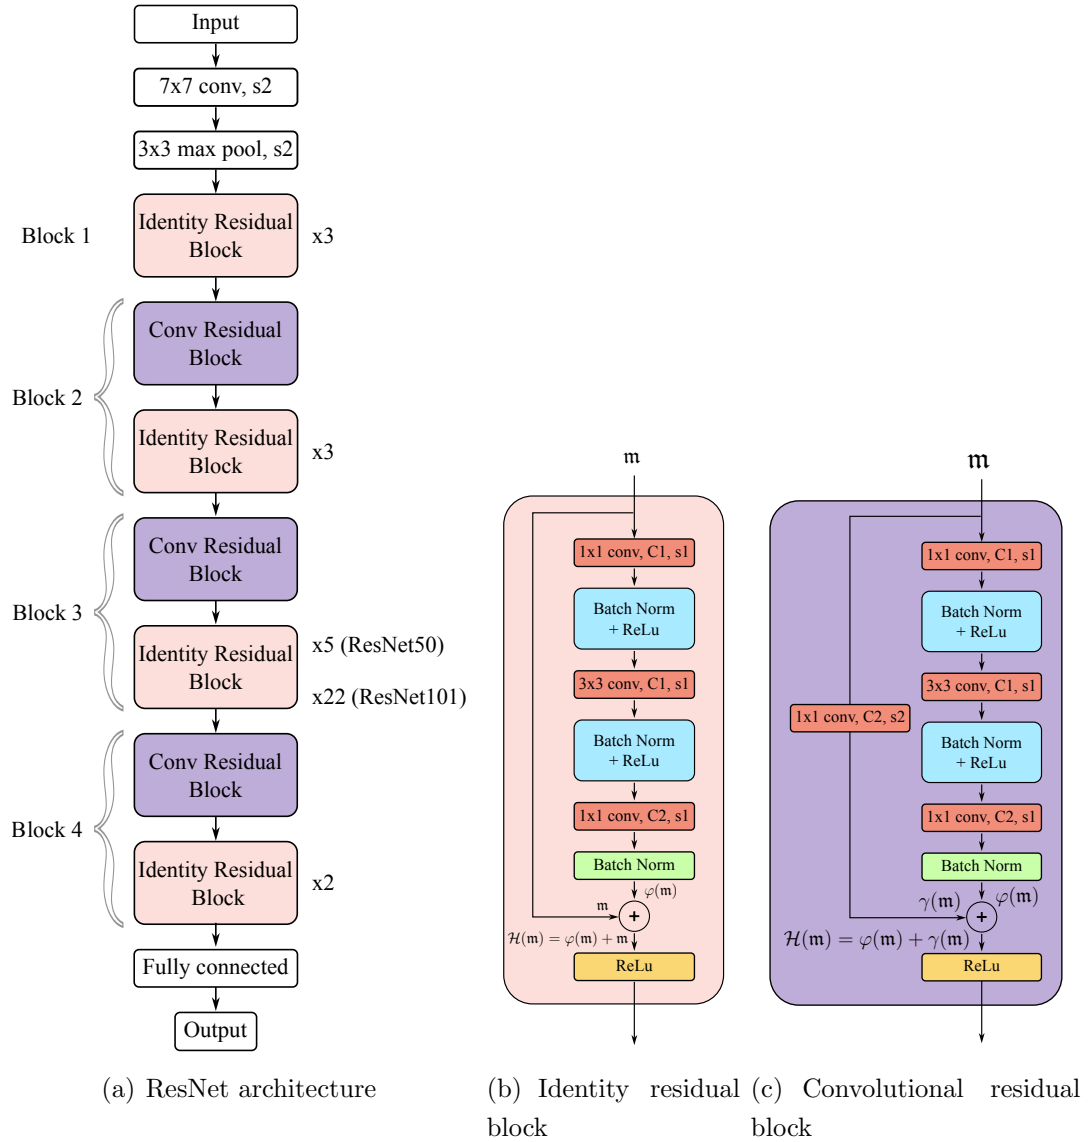 Input
7x7 conv, s2
3x3 max pool, s2
Block 1
Identity Residual
Block
x3
Conv Residual
Block
Block 2
Identity Residual
Block
x3
Conv Residual
Block
Block 3
Identity Residual
Block
x5 (ResNet50)
x22 (ResNet101)
Conv Residual
Block
Block 4
Identity Residual
Block
x2
Fully connected
Output
(a) ResNet architecture
𝔪
1x1 conv, C1, s1
Batch Norm
+ ReLu
3x3 conv, C1, s1
Batch Norm
+ ReLu
1x1 conv, C2, s1
Batch Norm
φ(𝔪)
𝔪
+
ℋ(𝔪) = φ(𝔪) + 𝔪
ReLu
(b) Identity residual
block
𝔪
1x1 conv, C1, s1
Batch Norm
+ ReLu
3x3 conv, C1, s1
1x1 conv, C2, s2
Batch Norm
+ ReLu
1x1 conv, C2, s1
Batch Norm
γ(𝔪)
φ(𝔪)
+
ℋ(𝔪) = φ(𝔪) + γ(𝔪)
ReLu
(c) Convolutional residual
block